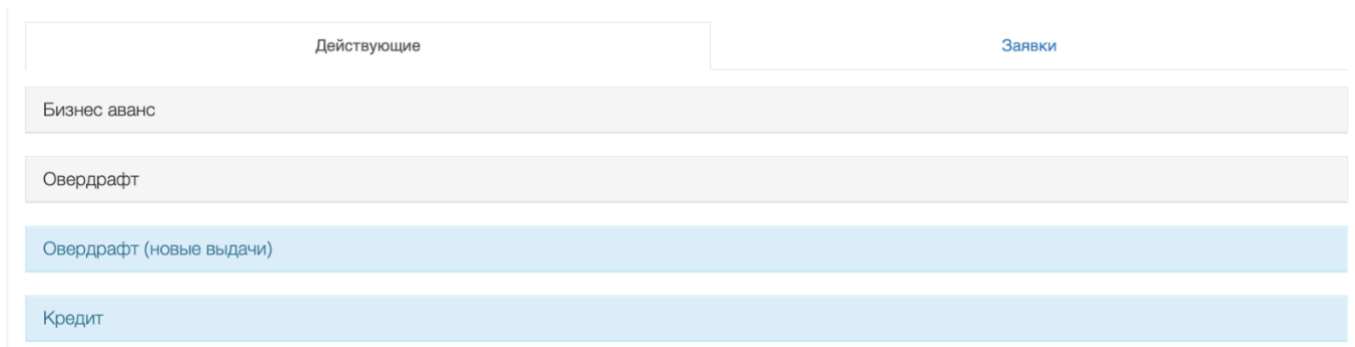 Действующие
Заявки
Бизнес аванс
Овердрафт
Овердрафт (новые выдачи)
Кредит